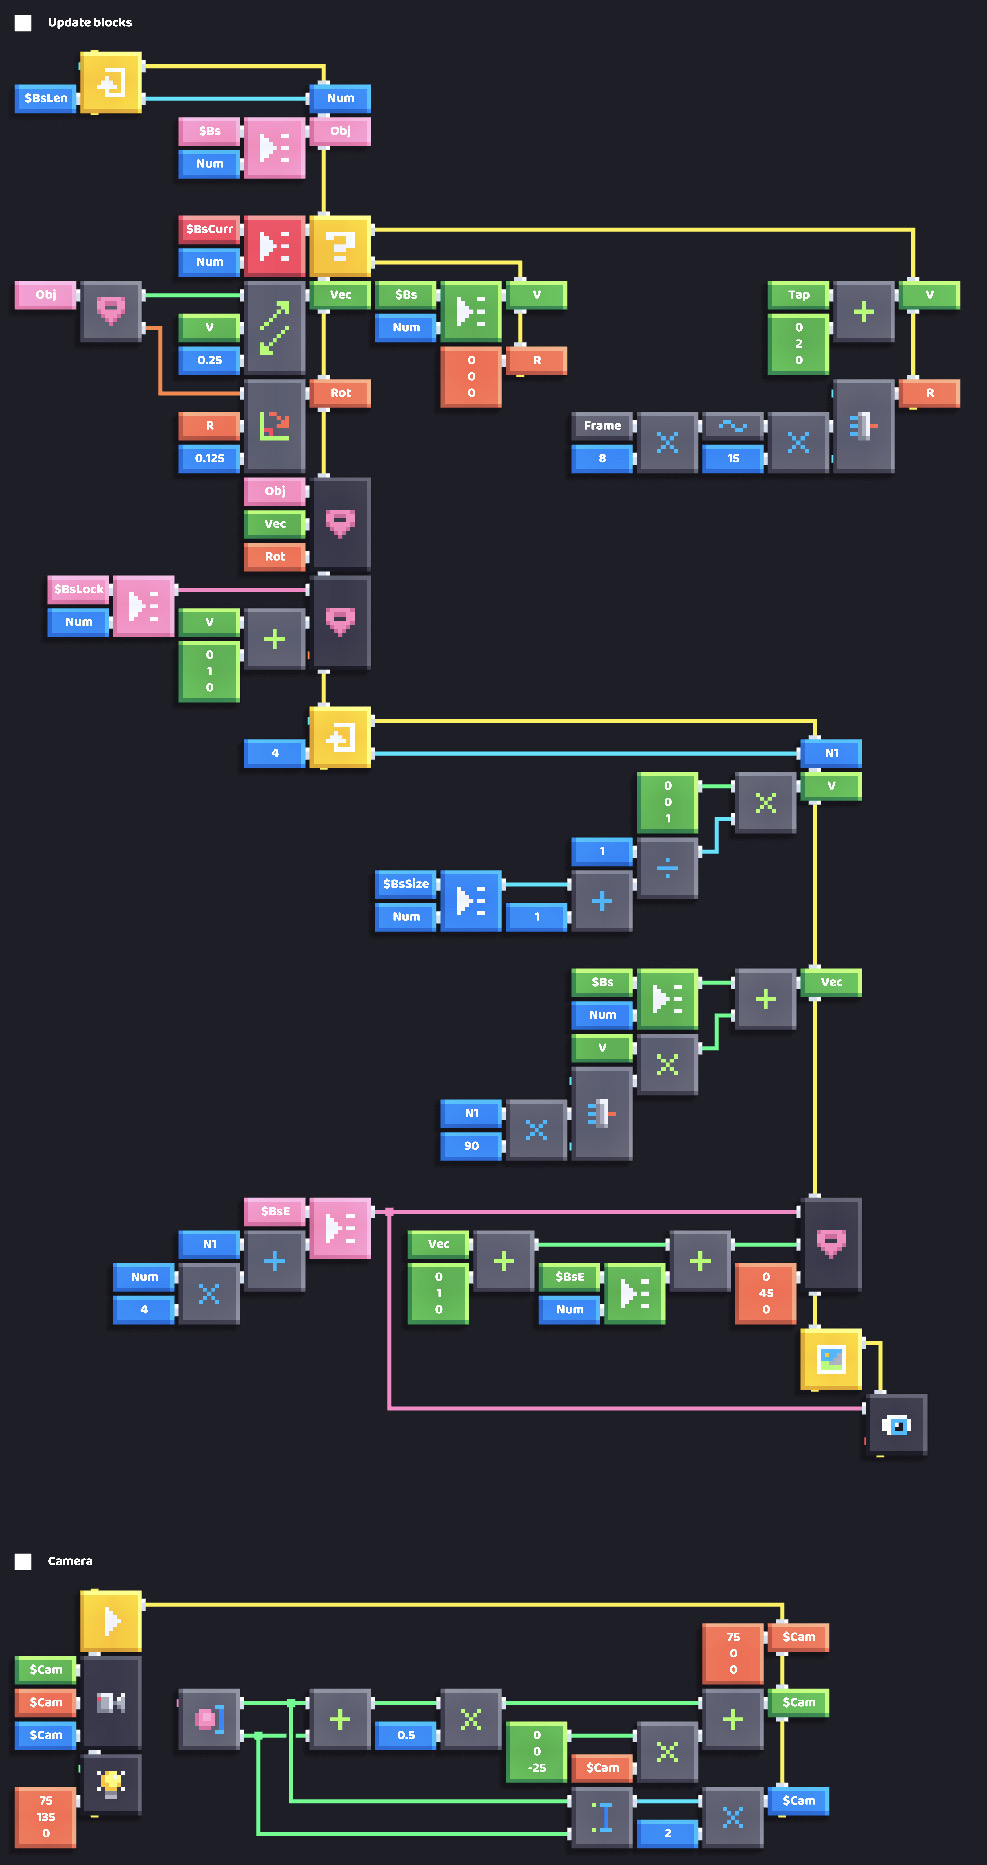 Update blocks
$BsLen
Num
$Bs
Obj
Num
$BsCurr
Num
Obj
Vec
$Bs
V
Tap
V
V
Num
0
2
0
0.25
0
0
0
R
Rot
R
R
Frame
0.125
8
15
Obj
Vec
Rot
$BsLock
Num
V
0
1
0
4
N1
0
0
1
V
1
$BsSize
Num
1
$Bs
Vec
Num
V
N1
90
$BsE
N1
Vec
Num
0
1
0
$BsE
0
45
0
4
Num
Camera
75
0
0
$Cam
$Cam
$Cam
$Cam
$Cam
0.5
0
0
-25
$Cam
75
135
0
$Cam
2